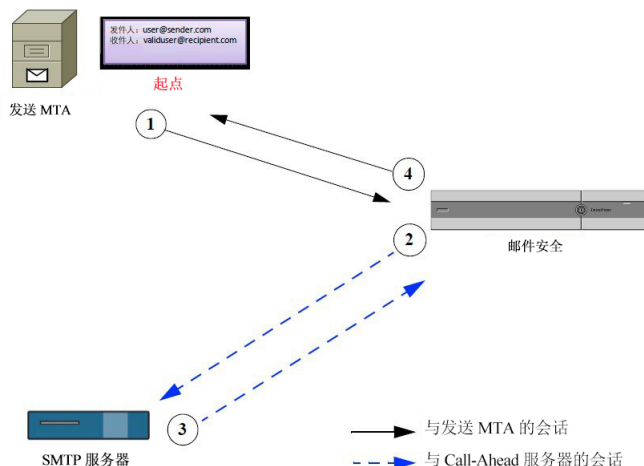 发件人：user@sender.com
收件人：validuser@recipient.com
起点
发送 MTA
1
4
2
邮件安全
3
SMTP 服务器
与发送 MTA 的会话
与 Call-Ahead 服务器的会话